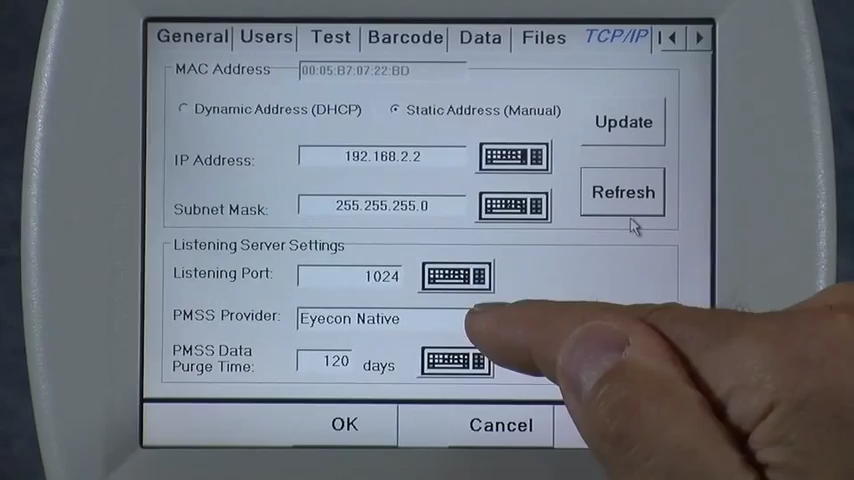 General Users Test Barcode Data Files TCP/IP
MAC Address 00:05:B7:07:22:BD
Dynamic Address (DHCP) Static Address (Manual)
Update
IP Address: 192.168.2.2
Refresh
Subnet Mask: 255.255.255.0
Listening Server Settings
Listening Port: 1024
PMSS Provider: Eyecon Native
PMSS Data
Purge Time: 120 days
OK Cancel